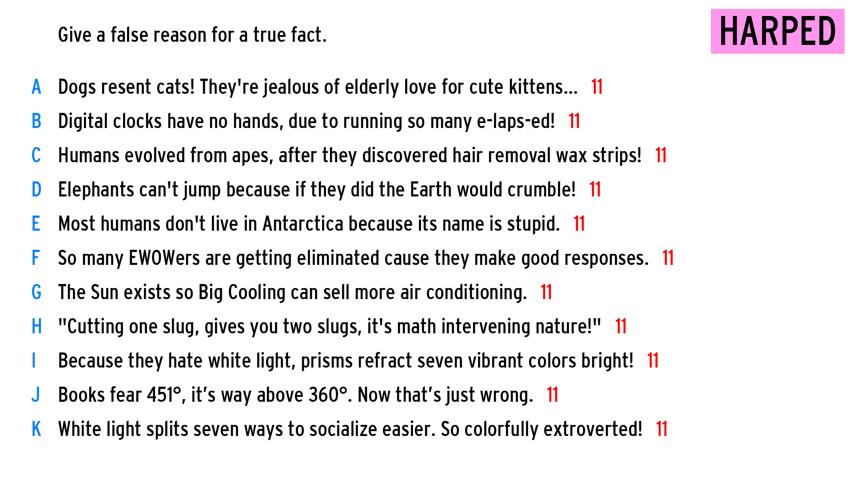 Give a false reason for a true fact.
HARPED
A Dogs resent cats! They're jealous of elderly love for cute kittens... 11
B Digital clocks have no hands, due to running so many e-laps-ed! 11
C Humans evolved from apes, after they discovered hair removal wax strips! 11
D Elephants can't jump because if they did the Earth would crumble! 11
E Most humans don't live in Antarctica because its name is stupid. 11
F So many EWOWers are getting eliminated cause they make good responses. 11
G The Sun exists so Big Cooling can sell more air conditioning. 11
H "Cutting one slug, gives you two slugs, it's math intervening nature!" 11
I Because they hate white light, prisms refract seven vibrant colors bright! 11
J Books fear 451°, it’s way above 360°. Now that’s just wrong. 11
K White light splits seven ways to socialize easier. So colorfully extroverted! 11